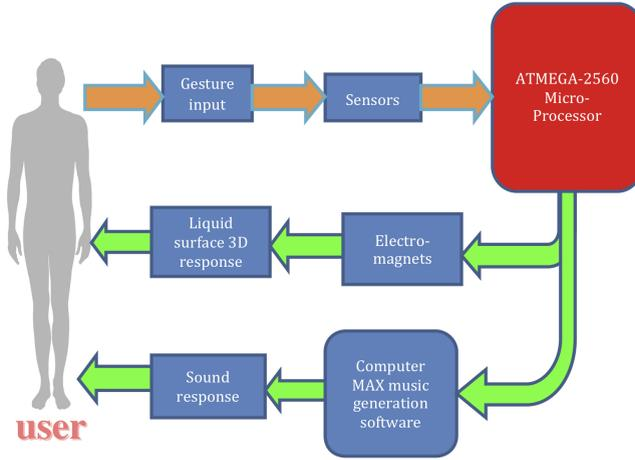 Gesture
input
Sensors
ATMEGA-2560
Micro-
Processor
Liquid
surface 3D
response
Electro-
magnets
Sound
response
Computer
MAX music
generation
software
user